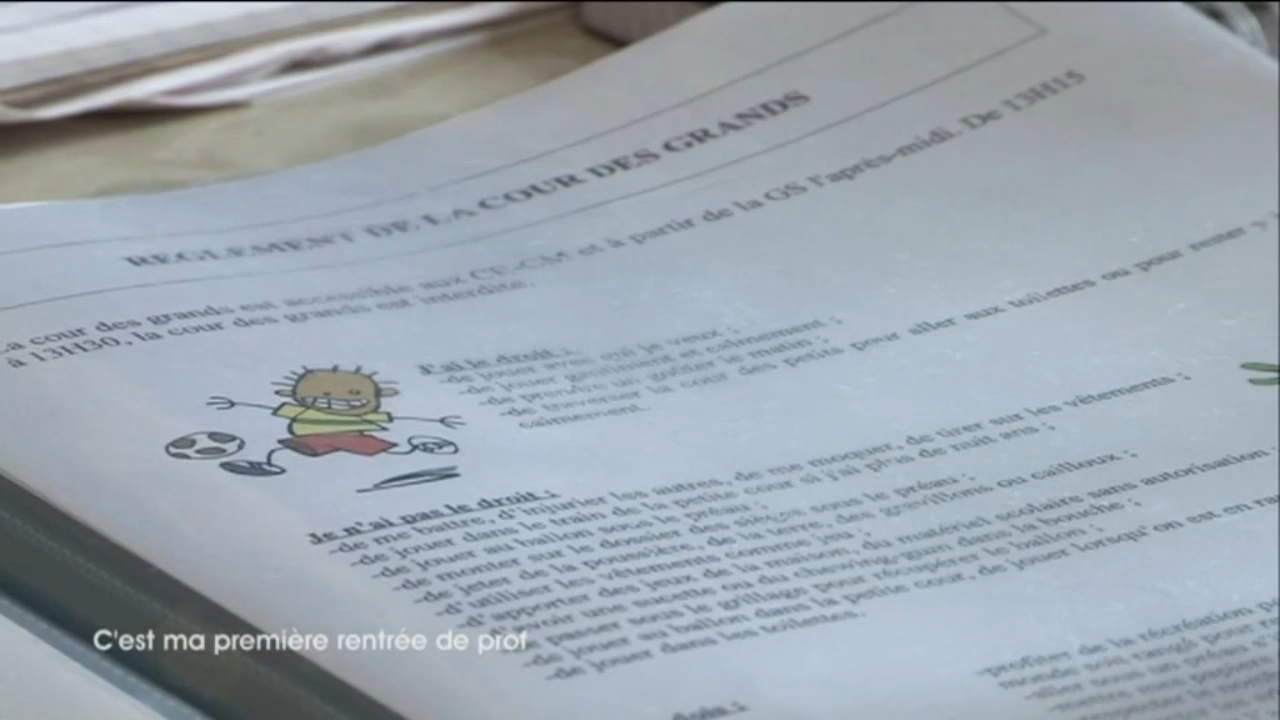 RÈGLEMENT DE LA COUR DES GRANDS
La cour des grands est accessible aux CE-CM et à partir de la GS l'après-midi. De 13H15
à 13H30, la cour des grands est interdite.
J'ai le droit :
-de jouer avec qui je veux ;
-de jouer gentiment et calmement ;
-de prendre un goûter le matin ;
-de traverser la cour des petits pour aller aux toilettes ou pour
calmement.
Je n'ai pas le droit :
-de me battre, d'injurier les autres, de me moquer, de tirer sur les vêtements ;
-de jouer dans le train de la petite cour si j'ai plus de huit ans ;
-de jouer au ballon sous le préau ;
-de monter sur le dossier des sièges sous le préau ;
-de jeter de la poussière, de la terre, des gravillons ou cailloux ;
-d'utiliser les vêtements comme jeu ;
-d'apporter des jeux de la maison, du matériel scolaire sans autorisation ;
-d'avoir une sucette ou du chewing-gum dans la bouche ;
-de passer sous le grillage pour récupérer le ballon ;
-de jouer au ballon dans la petite cour, de jouer lorsqu'on est en
-de jouer dans les toilettes.
-profiter de la récréation
C'est ma première rentrée de prof